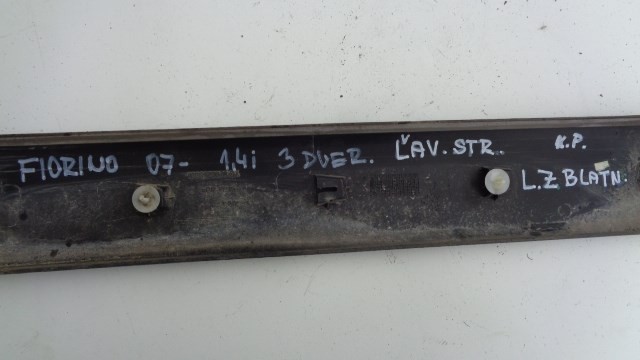 FIORINO 07- 1,4i 3 DVER. ĽAV. STR. K.P.
L.Z BLATN.